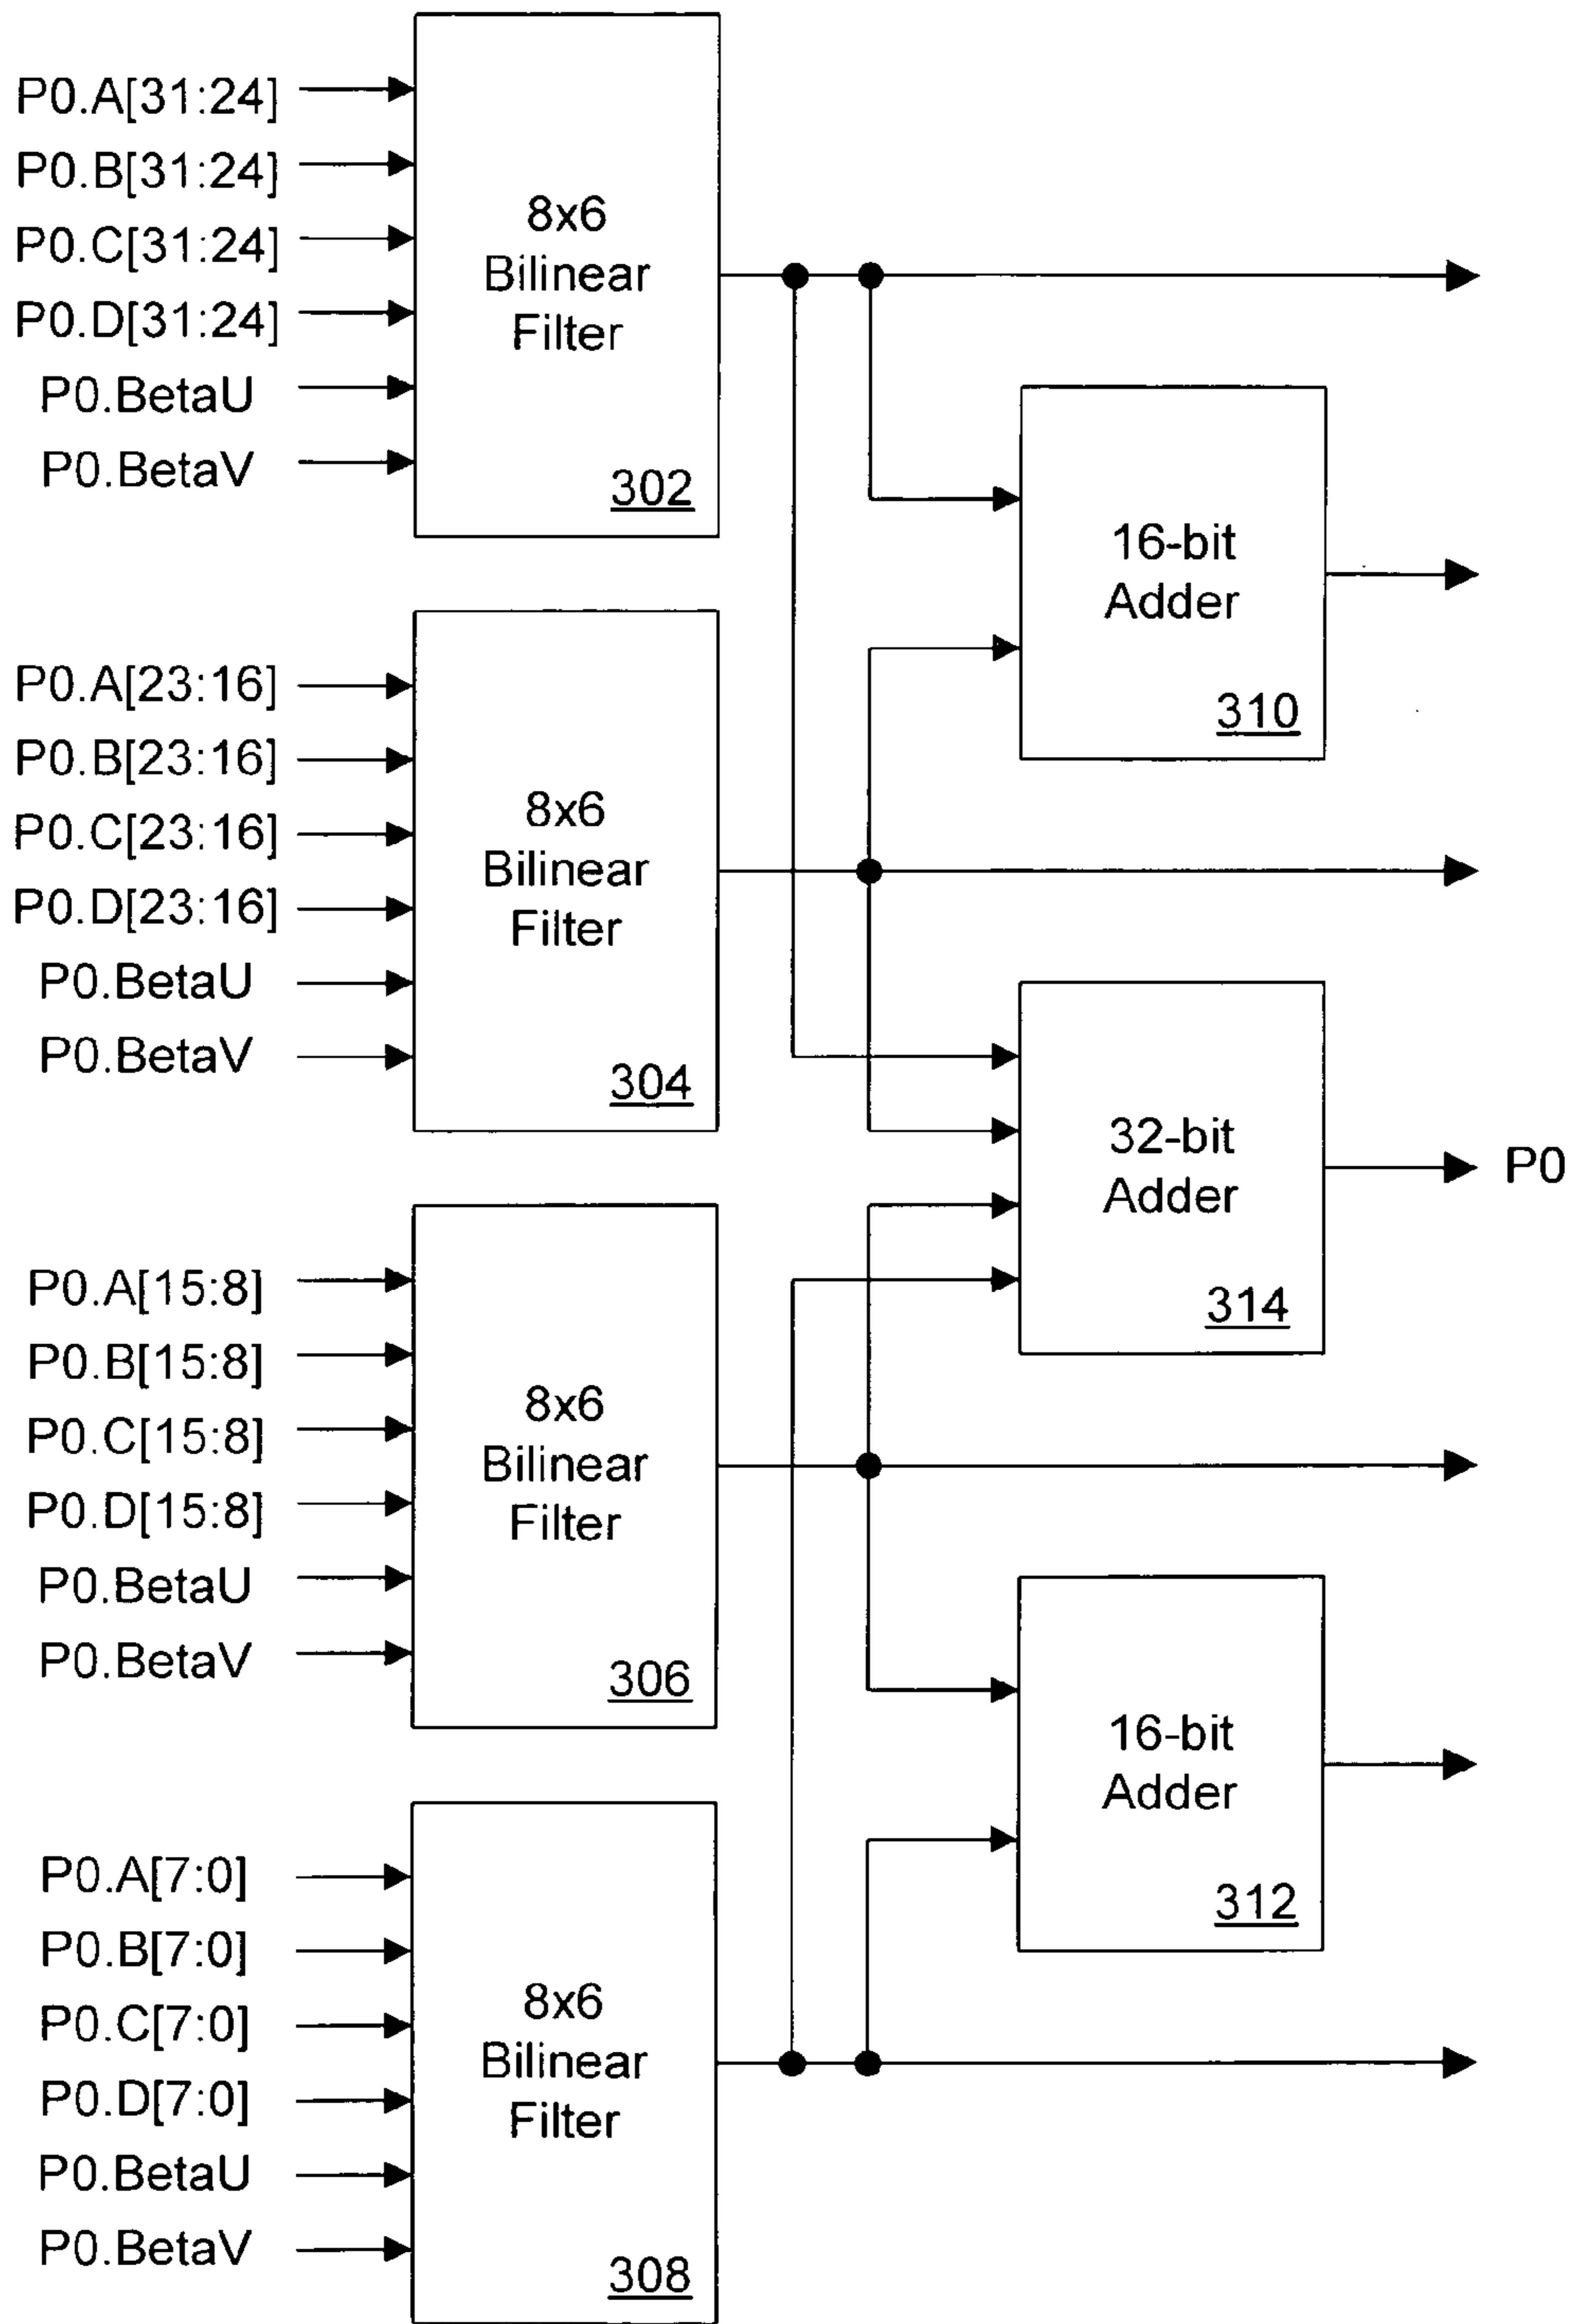 P0.A[31:24]
P0.B[31:24]
P0.C[31:24]
P0.D[31:24]
P0.BetaU
P0.BetaV
8x6
Bilinear
Filter
302
16-bit
Adder
310
P0.A[23:16]
P0.B[23:16]
P0.C[23:16]
P0.D[23:16]
P0.BetaU
P0.BetaV
8x6
Bilinear
Filter
304
32-bit
Adder
314
P0
P0.A[15:8]
P0.B[15:8]
P0.C[15:8]
P0.D[15:8]
P0.BetaU
P0.BetaV
8x6
Bilinear
Filter
306
16-bit
Adder
312
P0.A[7:0]
P0.B[7:0]
P0.C[7:0]
P0.D[7:0]
P0.BetaU
P0.BetaV
8x6
Bilinear
Filter
308